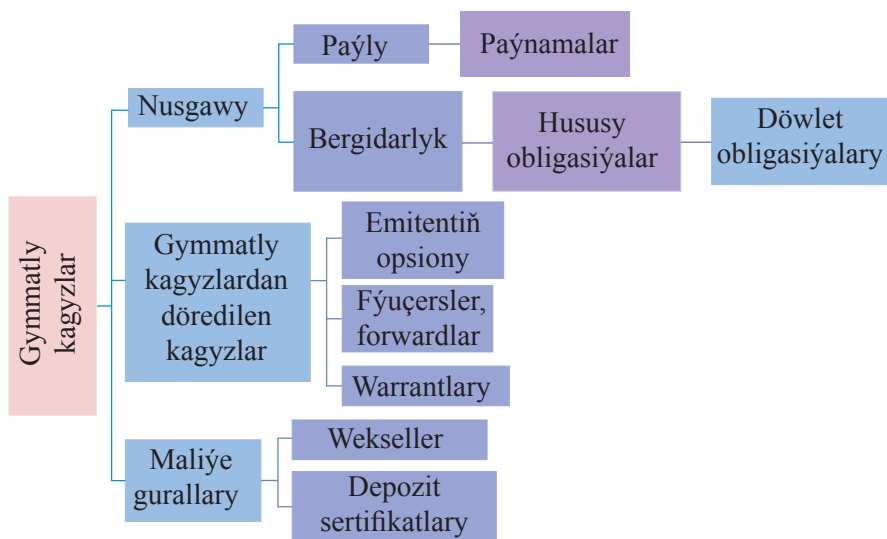 Gymmatly
kagyzlar
Nusgawy
Paýly
Paýnamalar
Bergidarlyk
Hususy
obligasiýalar
Döwlet
obligasiýalary
Gymmatly
kagyzlardan
döredilen
kagyzlar
Emitentiň
opsiony
Fýuçersler,
forwardlar
Warrantlary
Maliýe
gurallary
Wekseller
Depozit
sertifikatlary